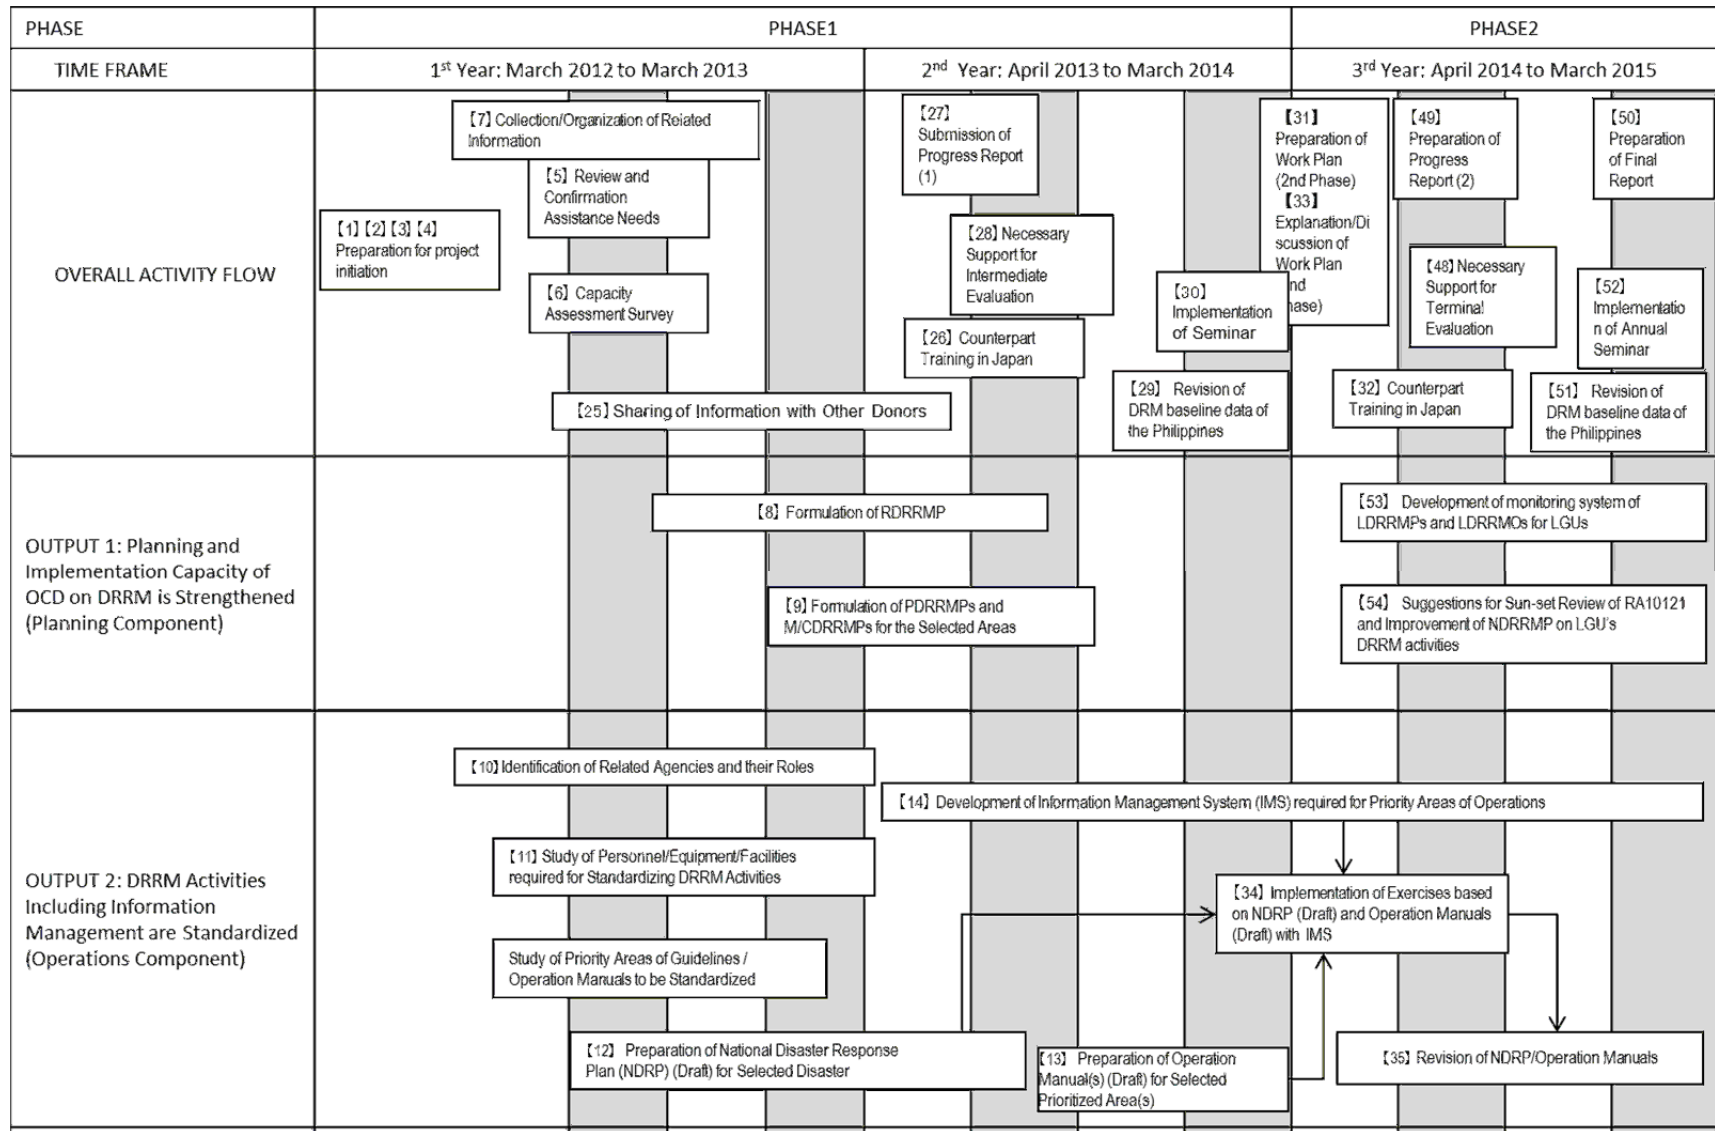 PHASE
PHASE1
PHASE2
TIME FRAME
1st Year: March 2012 to March 2013
2nd Year: April 2013 to March 2014
3rd Year: April 2014 to March 2015
OVERALL ACTIVITY FLOW
【7】Collection/Organization of Related
Information
【5】Review and
Confirmation
Assistance Needs
【1】【2】【3】【4】
Preparation for project
initiation
【6】Capacity
Assessment Survey
【25】Sharing of Information with Other Donors
【27】
Submission of
Progress Report
(1)
【28】Necessary
Support for
Intermediate
Evaluation
【26】Counterpart
Training in Japan
【30】
Implementation
of Seminar
【29】 Revision of
DRM baseline data of
the Philippines
【31】
Preparation of
Work Plan
(2nd Phase)
【33】
Explanation/Di
scussion of
Work Plan
nd
hase)
【49】
Preparation of
Progress
Report (2)
【48】Necessary
Support for
Terminal
Evaluation
【32】Counterpart
Training in Japan
【50】
Preparation
of Final
Report
【52】
Implementatio
n of Annual
Seminar
【51】 Revision of
DRM baseline data of
the Philippines
OUTPUT 1: Planning and
Implementation Capacity of
OCD on DRRM is Strengthened
(Planning Component)
【8】Formulation of RDRRMP
【9】Formulation of PDRRMPs and
M/CDRRMPs for the Selected Areas
【53】 Development of monitoring system of
LDRRMPs and LDRRMOs for LGUs
【54】 Suggestions for Sun-set Review of RA10121
and Improvement of NDRRMP on LGU's
DRRM activities
OUTPUT 2: DRRM Activities
Including Information
Management are Standardized
(Operations Component)
【10】Identification of Related Agencies and their Roles
【14】Development of Information Management System (IMS) required for Priority Areas of Operations
【11】Study of Personnel/Equipment/Facilities
required for Standardizing DRRM Activities
【34】Implementation of Exercises based
on NDRP (Draft) and Operation Manuals
(Draft) with IMS
Study of Priority Areas of Guidelines /
Operation Manuals to be Standardized
【12】 Preparation of National Disaster Response
Plan (NDRP) (Draft) for Selected Disaster
【13】 Preparation of Operation
Manual(s) (Draft) for Selected
Prioritized Area(s)
【35】Revision of NDRP/Operation Manuals